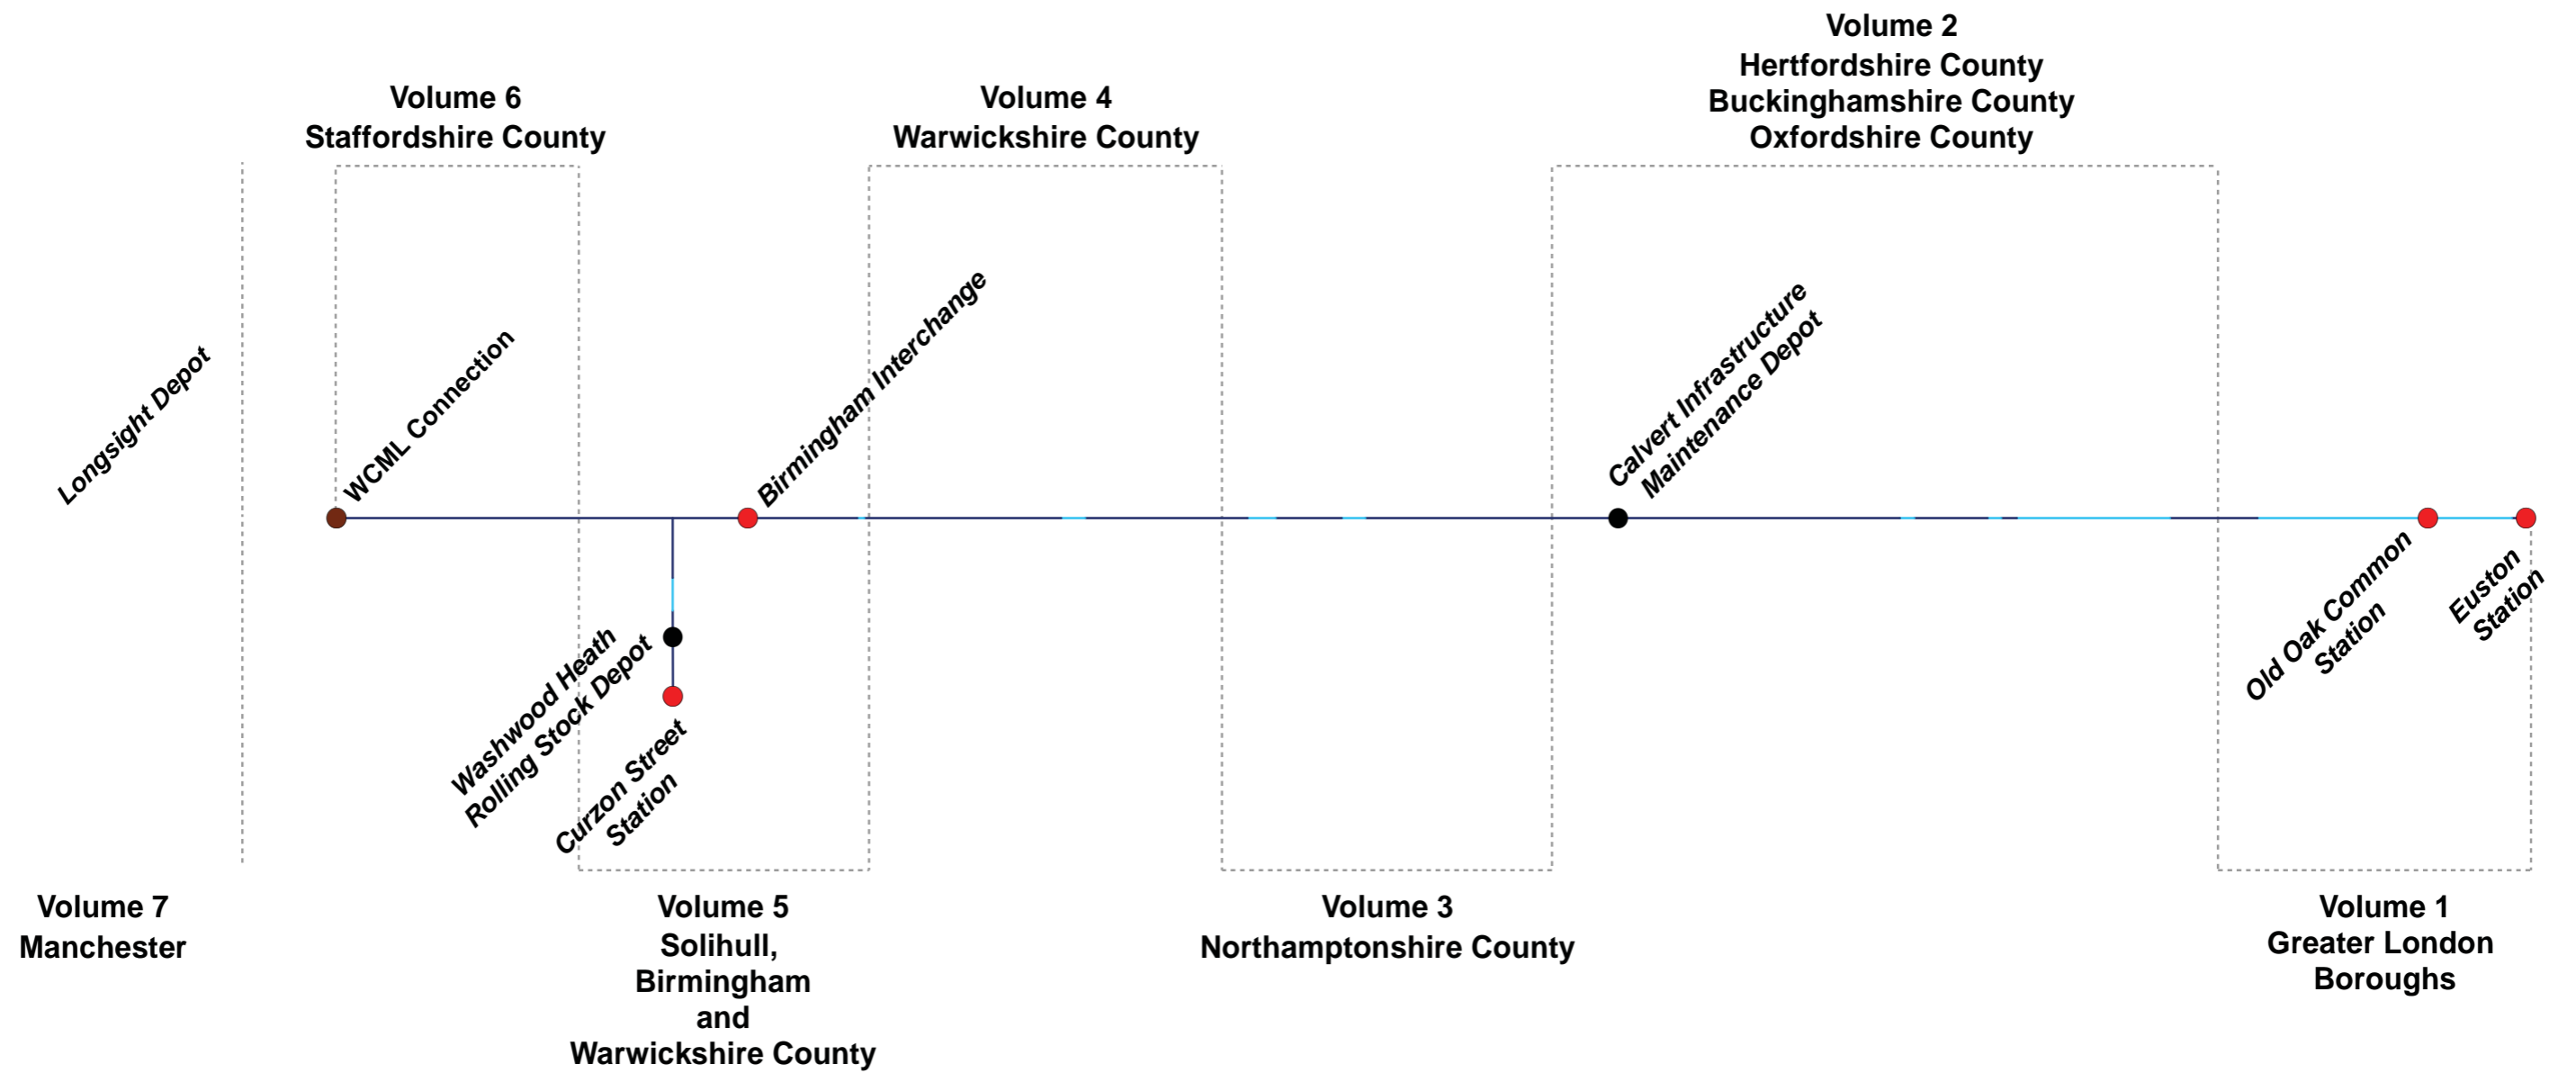 Volume 2
Hertfordshire County
Buckinghamshire County
Oxfordshire County
Volume 6
Staffordshire County
Volume 4
Warwickshire County
Longsight Depot
WCML Connection
Birmingham Interchange
Calvert Infrastructure
Maintenance Depot
Washwood Heath
Rolling Stock Depot
Curzon Street
Station
Old Oak Common
Station
Euston
Station
Volume 7
Manchester
Volume 5
Solihull,
Birmingham
and
Warwickshire County
Volume 3
Northamptonshire County
Volume 1
Greater London
Boroughs